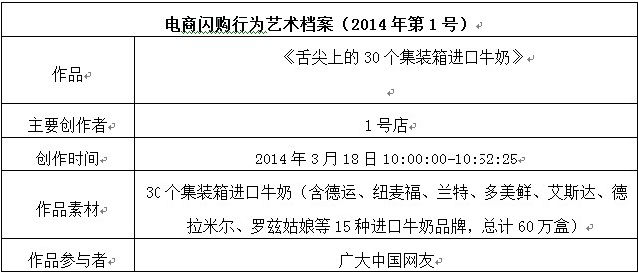 电商闪购行为艺术档案（2014年第1号）
作品
《舌尖上的30个集装箱进口牛奶》
主要创作者
1号店
创作时间
2014年3月18日10:00:00-10:52:25
作品素材
30个集装箱进口牛奶（含德运、纽麦福、兰特、多美鲜、艾斯达、德
拉米尔、罗兹姑娘等15种进口牛奶品牌，总计60万盒）
作品参与者
广大中国网友